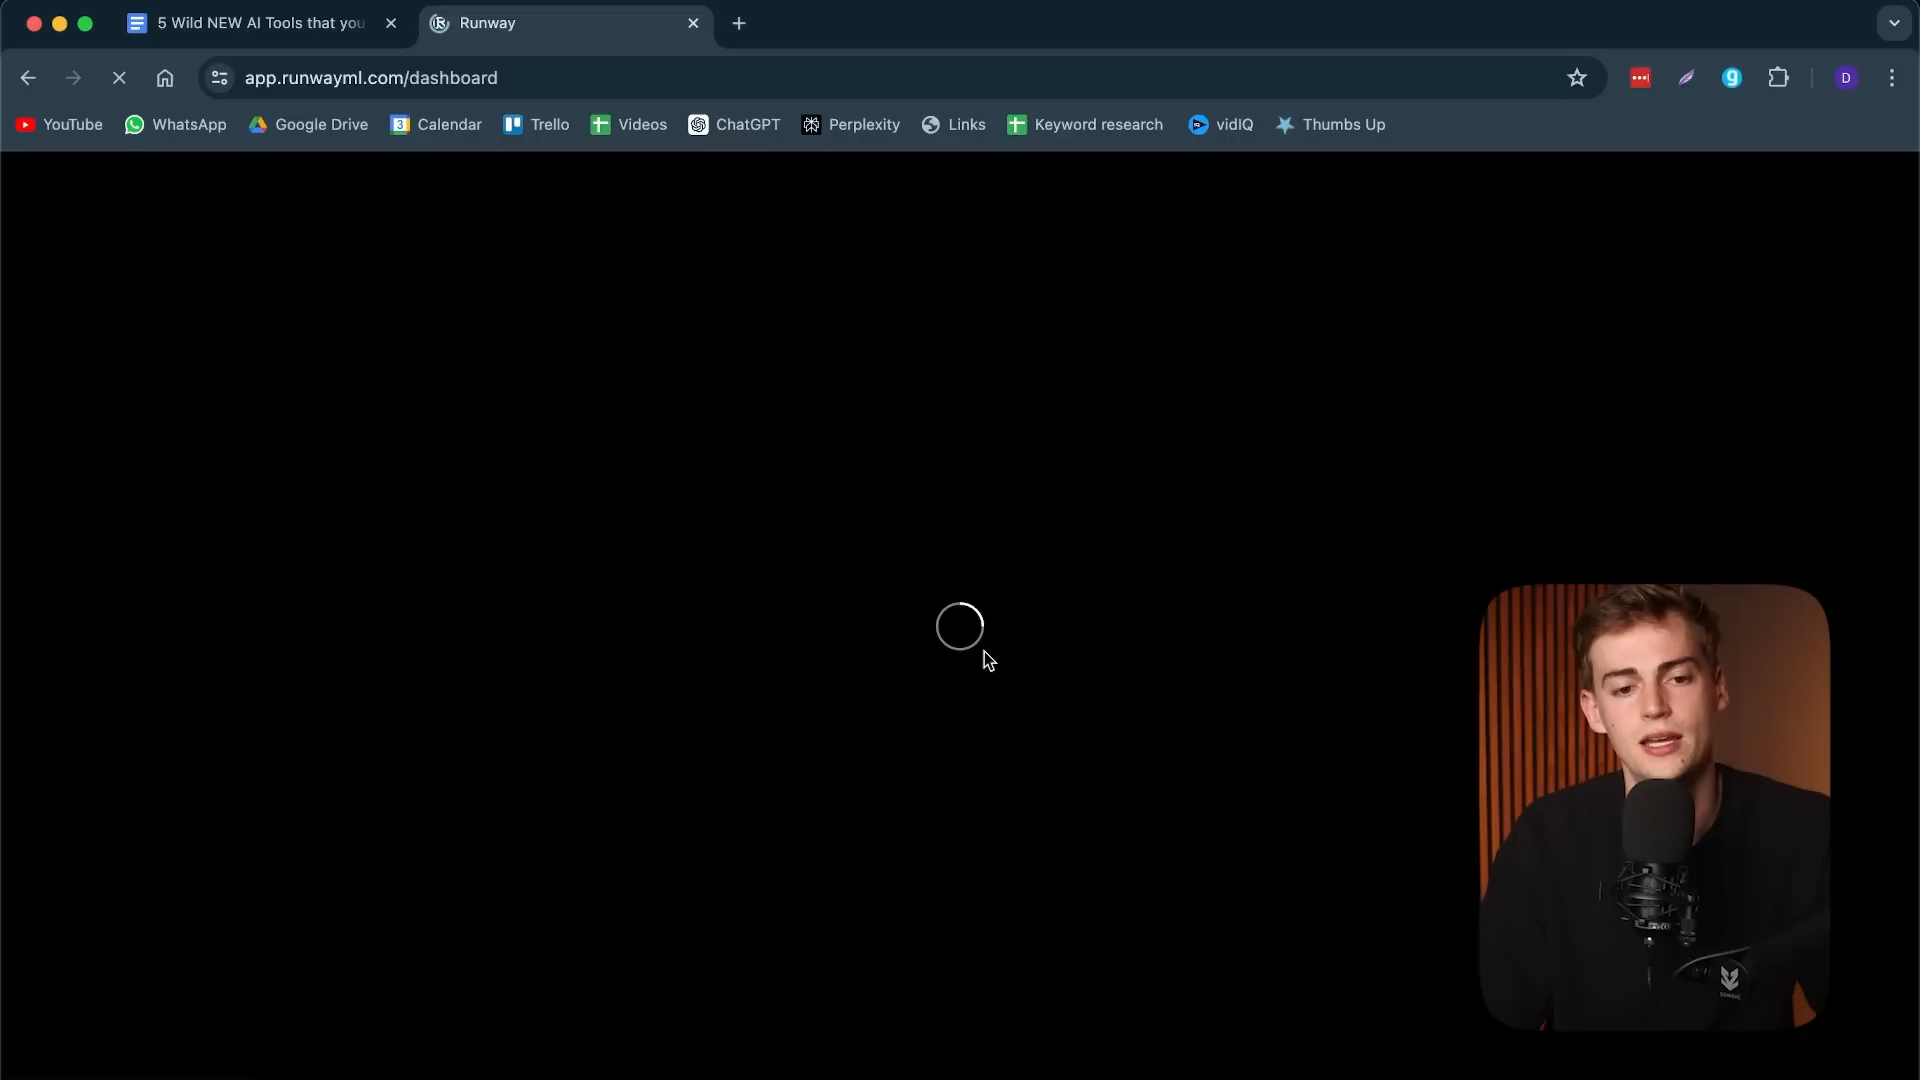 5 Wild NEW AI Tools that you
Runway
app.runwayml.com/dashboard
D
YouTube
WhatsApp
Google Drive
3
Calendar
Trello
Videos
ChatGPT
Perplexity
Links
Keyword research
vidIQ
Thumbs Up